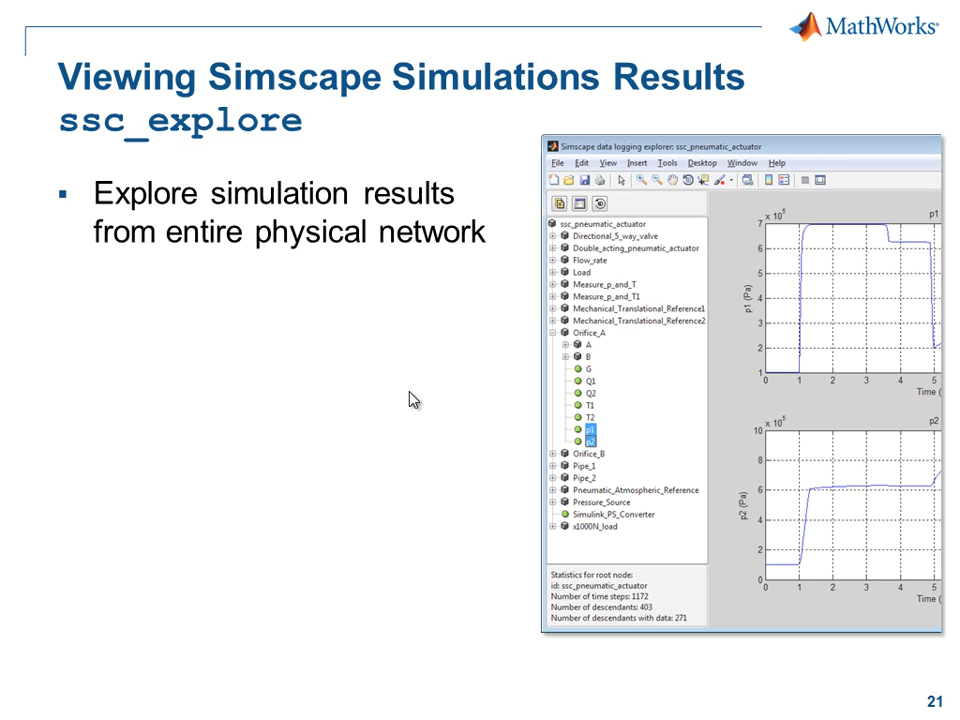 MathWorks®
Viewing Simscape Simulations Results
ssc_explore
Explore simulation results
from entire physical network
Simscape data logging explorer: ssc_pneumatic_actuator
File Edit View Insert Tools Desktop Window Help
ssc_pneumatic_actuator
Directional_5_way_valve
Double_acting_pneumatic_actuator
Flow_rate
Load
Measure_p_and_T
Measure_p_and_T1
Mechanical_Translational_Reference1
Mechanical_Translational_Reference2
Orifice_A
A
B
G
Q1
Q2
T1
T2
p1
p2
Orifice_B
Pipe_1
Pipe_2
Pneumatic_Atmospheric_Reference
Pressure_Source
Simulink_PS_Converter
x1000N_load
Statistics for root node:
id: ssc_pneumatic_actuator
Number of time steps: 1172
Number of descendants: 403
Number of descendants with data: 271
x 10^5
p1
7
6
5
4
3
2
1
p1 (Pa)
0 1 2 3 4 5
Time (
x 10^5
p2
10
8
6
4
2
0
p2 (Pa)
0 1 2 3 4 5
Time (
21